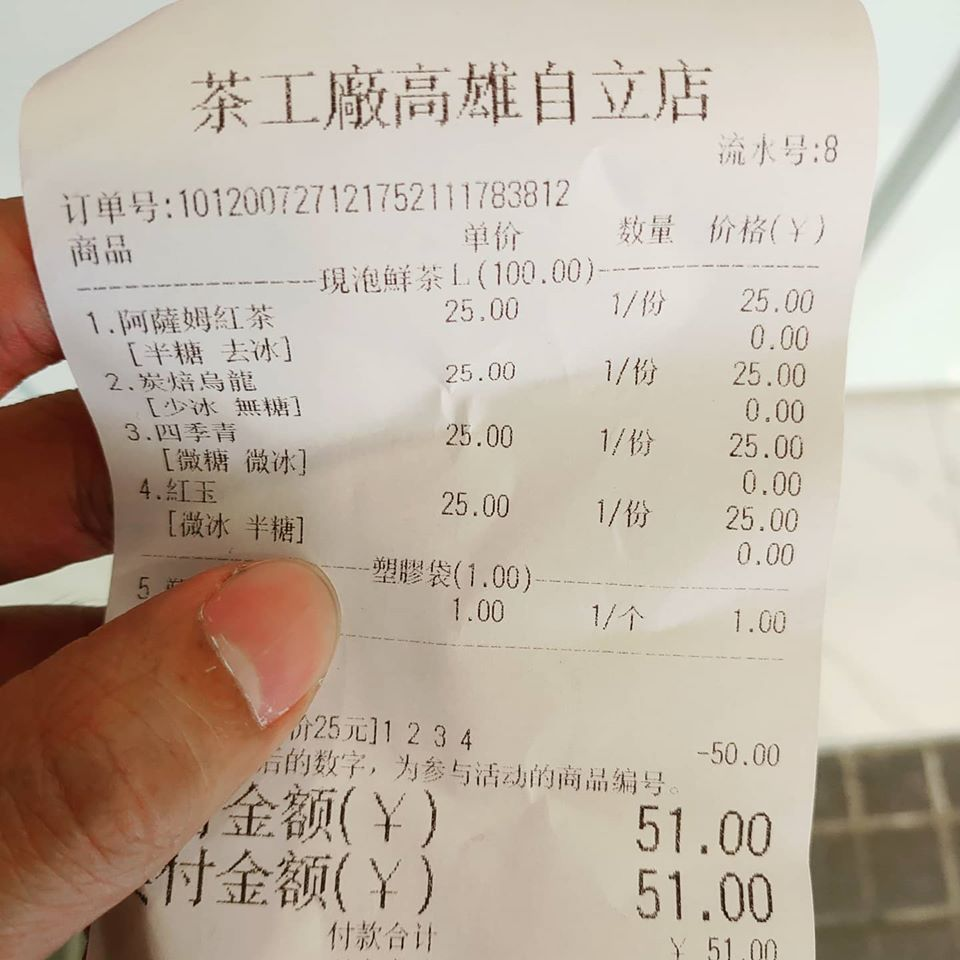 茶工廠高雄自立店
流水号:8
订单号:101200727121752111783812
商品 单价 数量 价格(￥)
現泡鮮茶L(100.00)
1.阿薩姆紅茶 25.00 1/份 25.00
[半糖 去冰] 0.00
2.炭焙烏龍 25.00 1/份 25.00
[少冰 無糖] 0.00
3.四季青 25.00 1/份 25.00
[微糖 微冰] 0.00
4.紅玉 25.00 1/份 25.00
[微冰 半糖] 0.00
塑膠袋(1.00)
5 1.00 1/个 1.00
价25元]1 2 3 4 -50.00
后的数字，为参与活动的商品编号。
金额(￥) 51.00
付金额(￥) 51.00
付款合计 ￥ 51.00